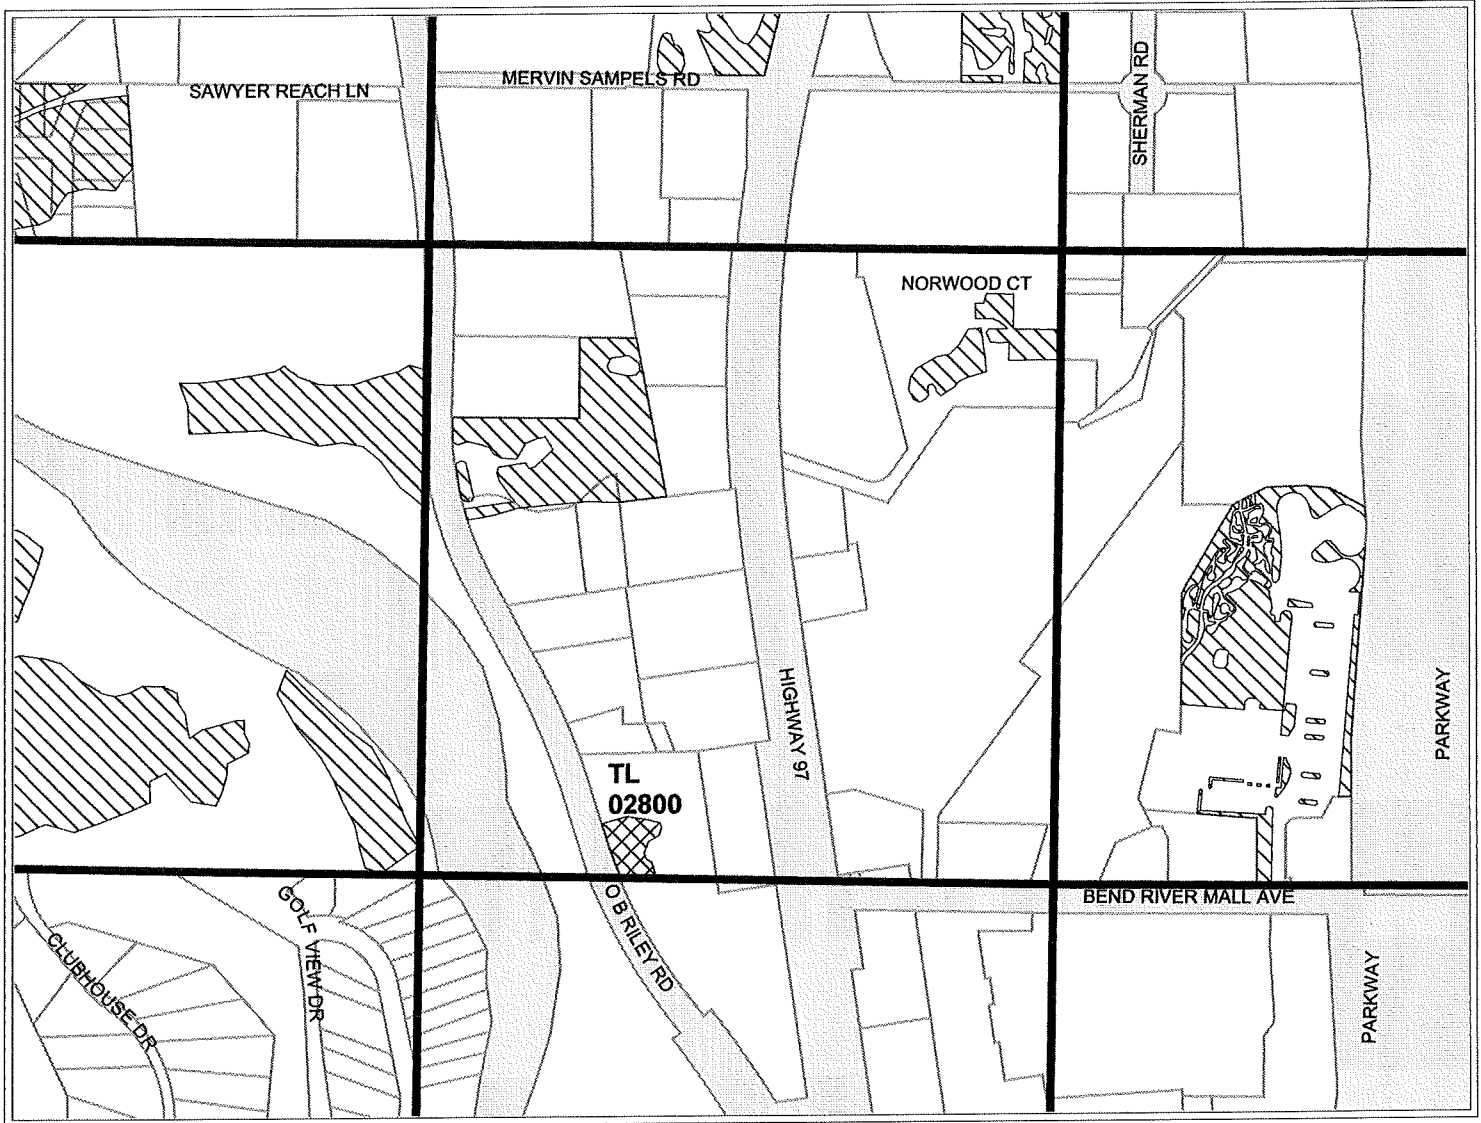 MERVIN SAMPELS RD
SAWYER REACH LN
SHERMAN RD
NORWOOD CT
HIGHWAY 97
PARKWAY
TL
02800
BEND RIVER MALL AVE
GOLF VIEW DR
O B RILEY RD
CLUBHOUSE DR
PARKWAY